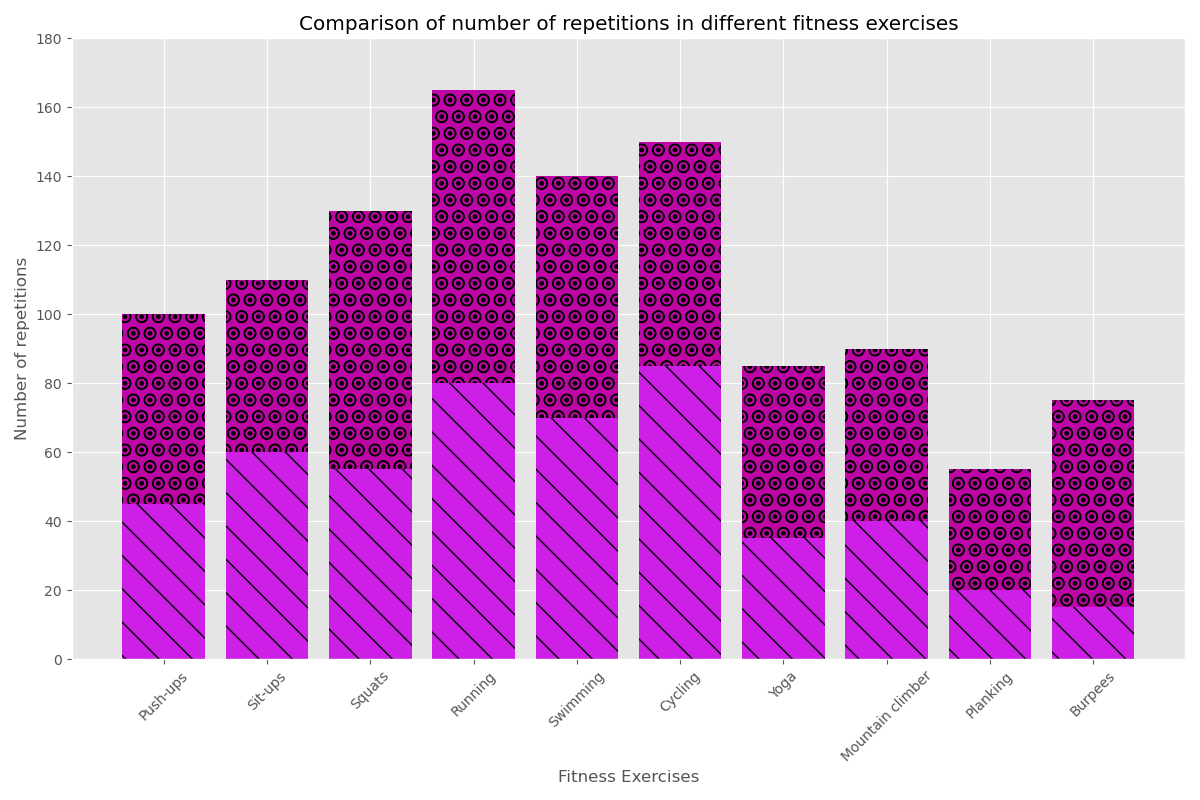 Comparison of number of repetitions in different fitness exercises
180
160
140
120
100
80
60
40
20
0
Number of repetitions
Push-ups
Sit-ups
Squats
Running
Swimming
Cycling
Yoga
Mountain climber
Planking
Burpees
Fitness Exercises